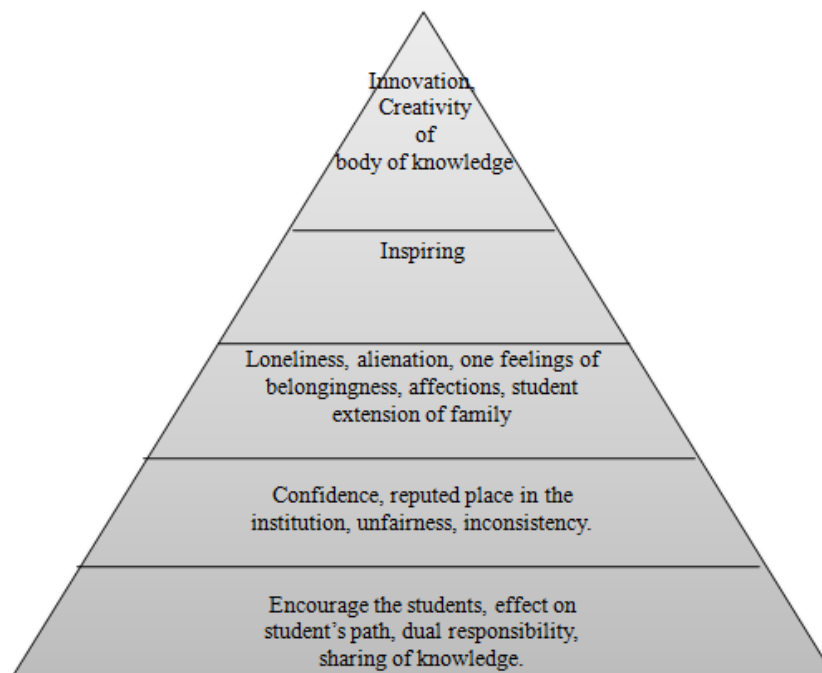 Innovation,
Creativity
of
body of knowledge
Inspiring
Loneliness, alienation, one feelings of
belongingness, affections, student
extension of family
Confidence, reputed place in the
institution, unfairness, inconsistency.
Encourage the students, effect on
student’s path, dual responsibility,
sharing of knowledge.